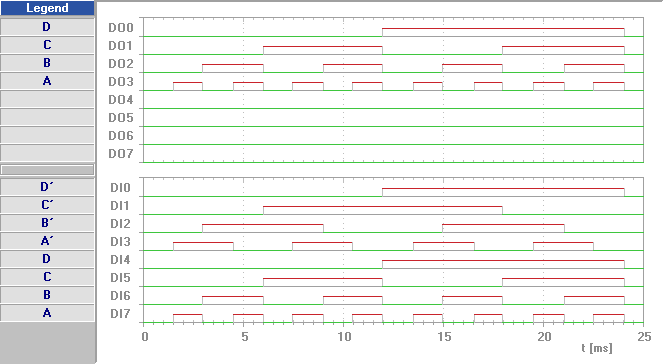 Legend
D DO0
C DO1
B DO2
A DO3
DO4
DO5
DO6
DO7
D´ DI0
C´ DI1
B´ DI2
A´ DI3
D DI4
C DI5
B DI6
A DI7
0 5 10 15 20 25
t [ms]